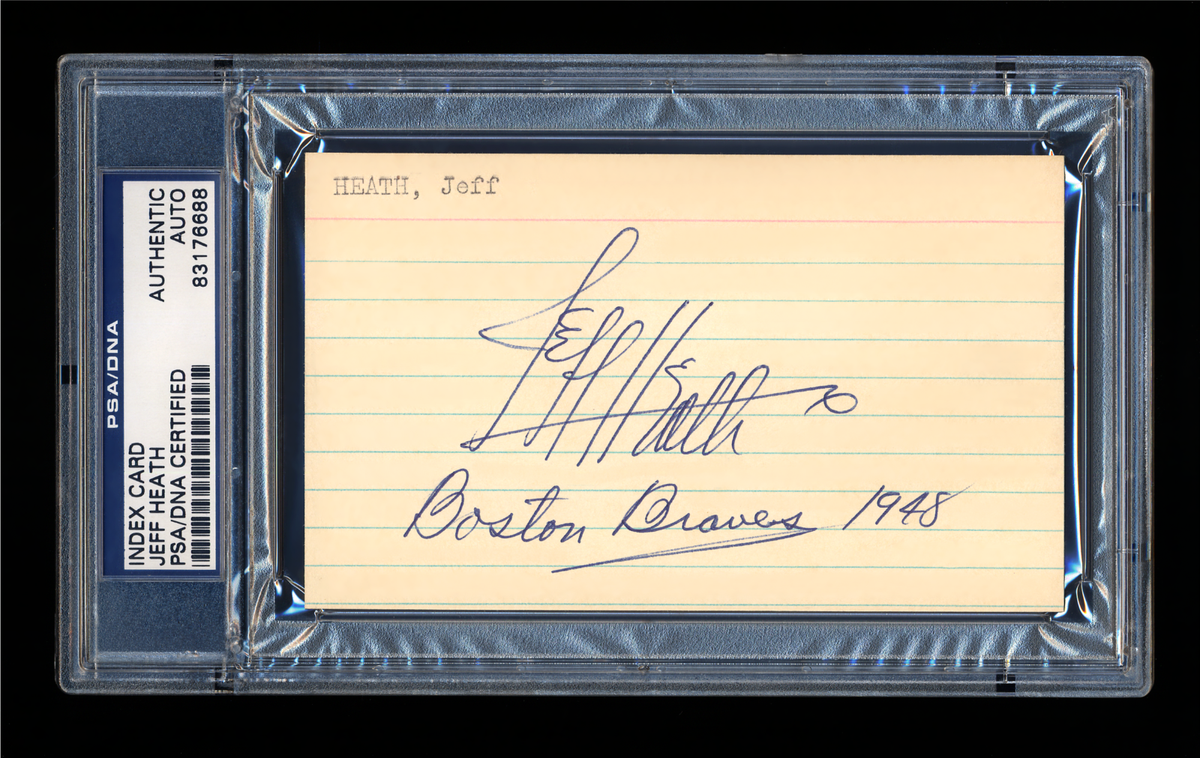 PSA/DNA
INDEX CARD
JEFF HEATH
PSA/DNA CERTIFIED
AUTHENTIC
AUTO
83176688
HEATH, Jeff
Jeff Heath
Boston Braves 1948